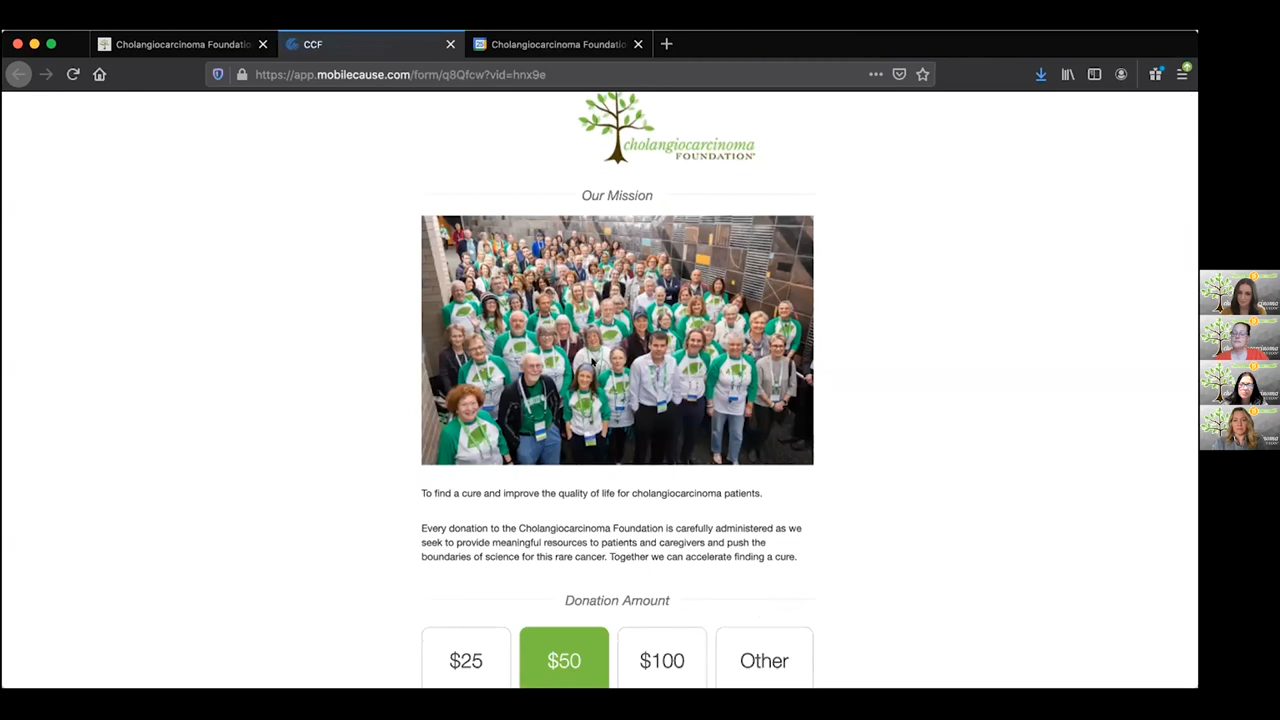 Cholangiocarcinoma Foundatio
CCF
Cholangiocarcinoma Foundatio
https://app.mobilecause.com/form/q8Qfcw?vid=hnx9e
cholangiocarcinoma
FOUNDATION
Our Mission
To find a cure and improve the quality of life for cholangiocarcinoma patients.
Every donation to the Cholangiocarcinoma Foundation is carefully administered as we
seek to provide meaningful resources to patients and caregivers and push the
boundaries of science for this rare cancer. Together we can accelerate finding a cure.
Donation Amount
$25
$50
$100
Other